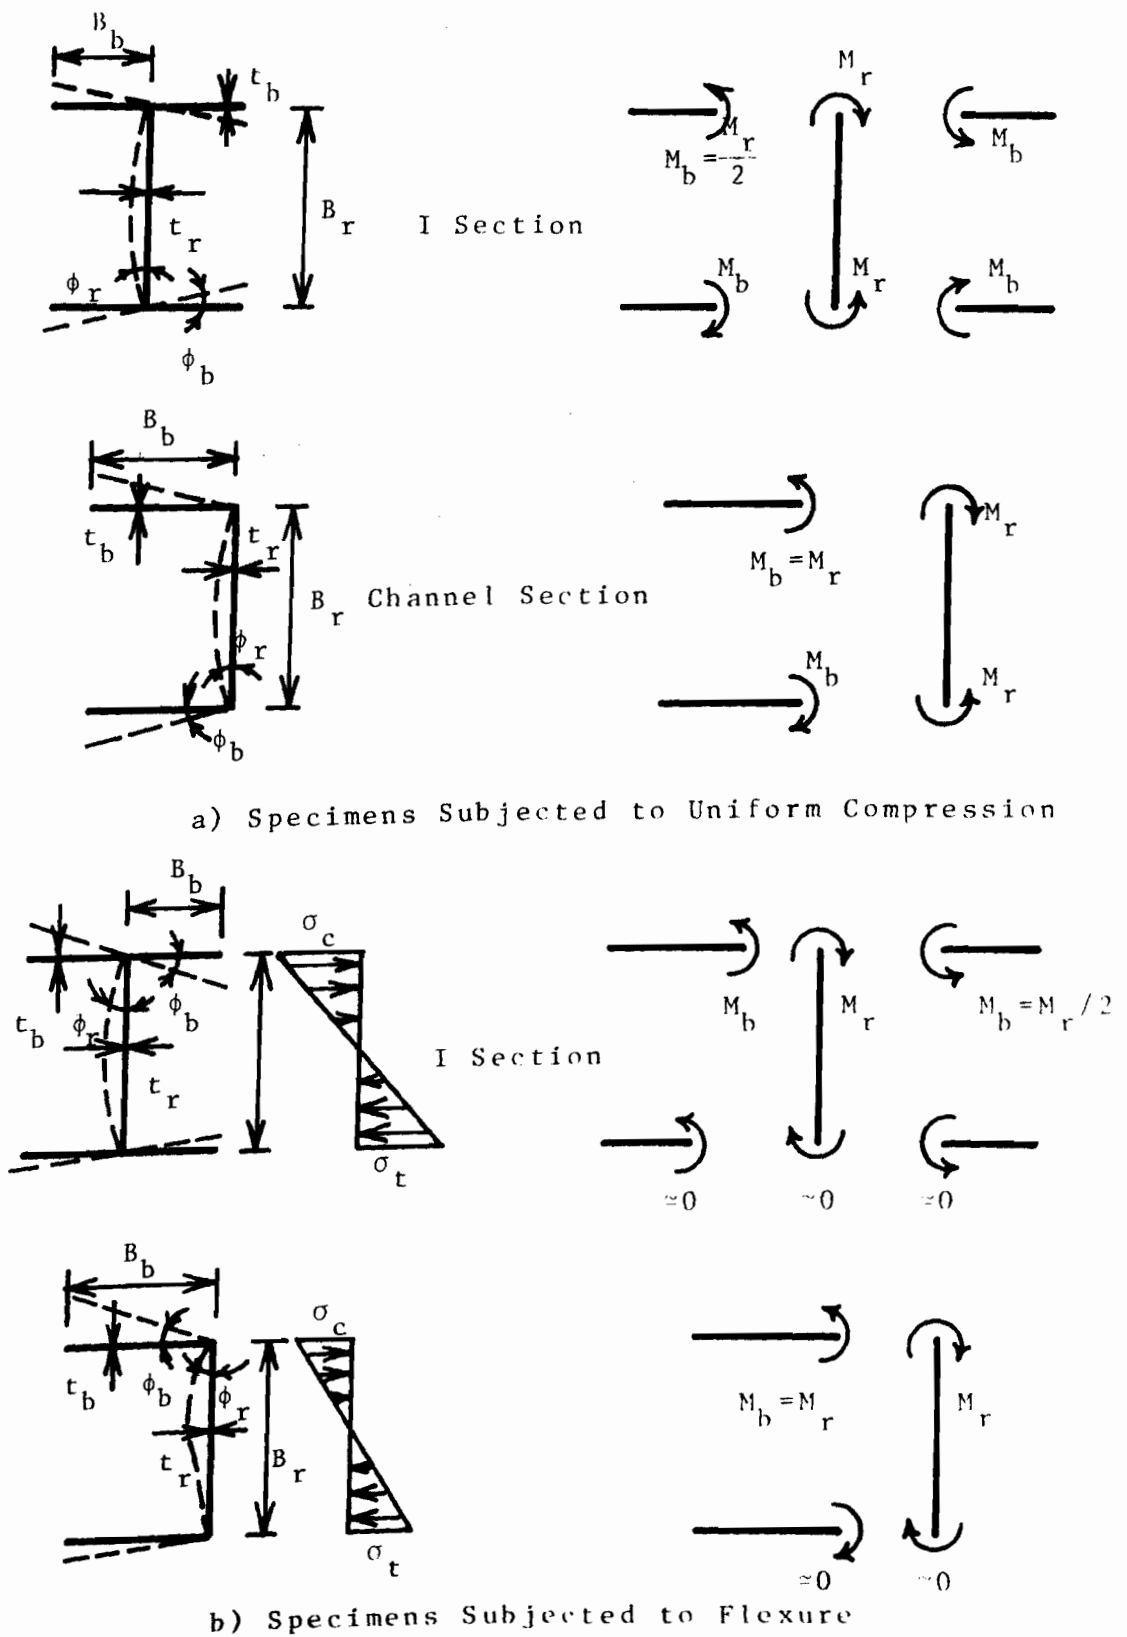 B_b
t_b
t_r
B_r
ϕ_r
ϕ_b
I Section
M_b = M_r/2
M_r
M_b
M_b
M_r
M_b
B_b
t_b
t_r
B_r
ϕ_r
ϕ_b
Channel Section
M_b = M_r
M_r
M_b
M_r
a) Specimens Subjected to Uniform Compression
B_b
t_b
ϕ_r
ϕ_b
t_r
σ_c
σ_t
I Section
M_b
M_r
M_b = M_r/2
≃0
~0
≃0
B_b
t_b
ϕ_b
ϕ_r
t_r
B_r
σ_c
σ_t
M_b = M_r
M_r
≃0
~0
b) Specimens Subjected to Flexure